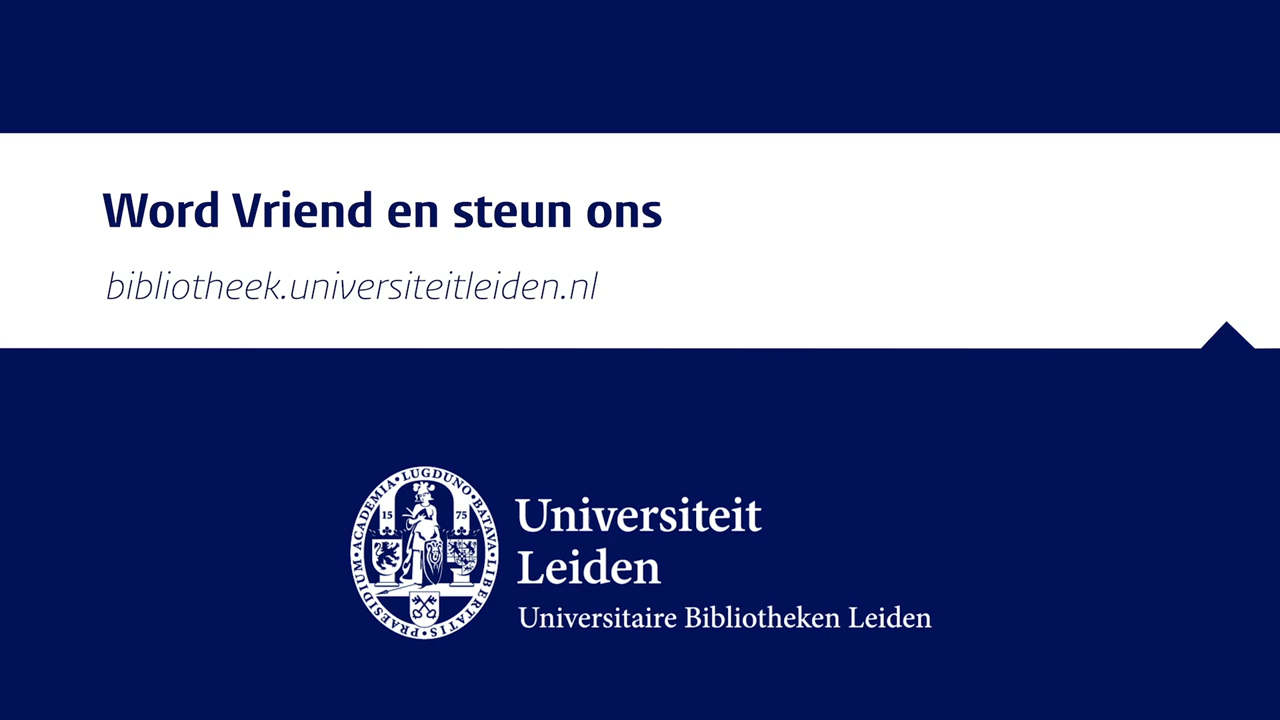 Word Vriend en steun ons
bibliotheek.universiteitleiden.nl
ACADEMIA · LUGDUNO · BATAVA · LIBERTATIS · PRAESIDIUM ·
15 75
Universiteit
Leiden
Universitaire Bibliotheken Leiden